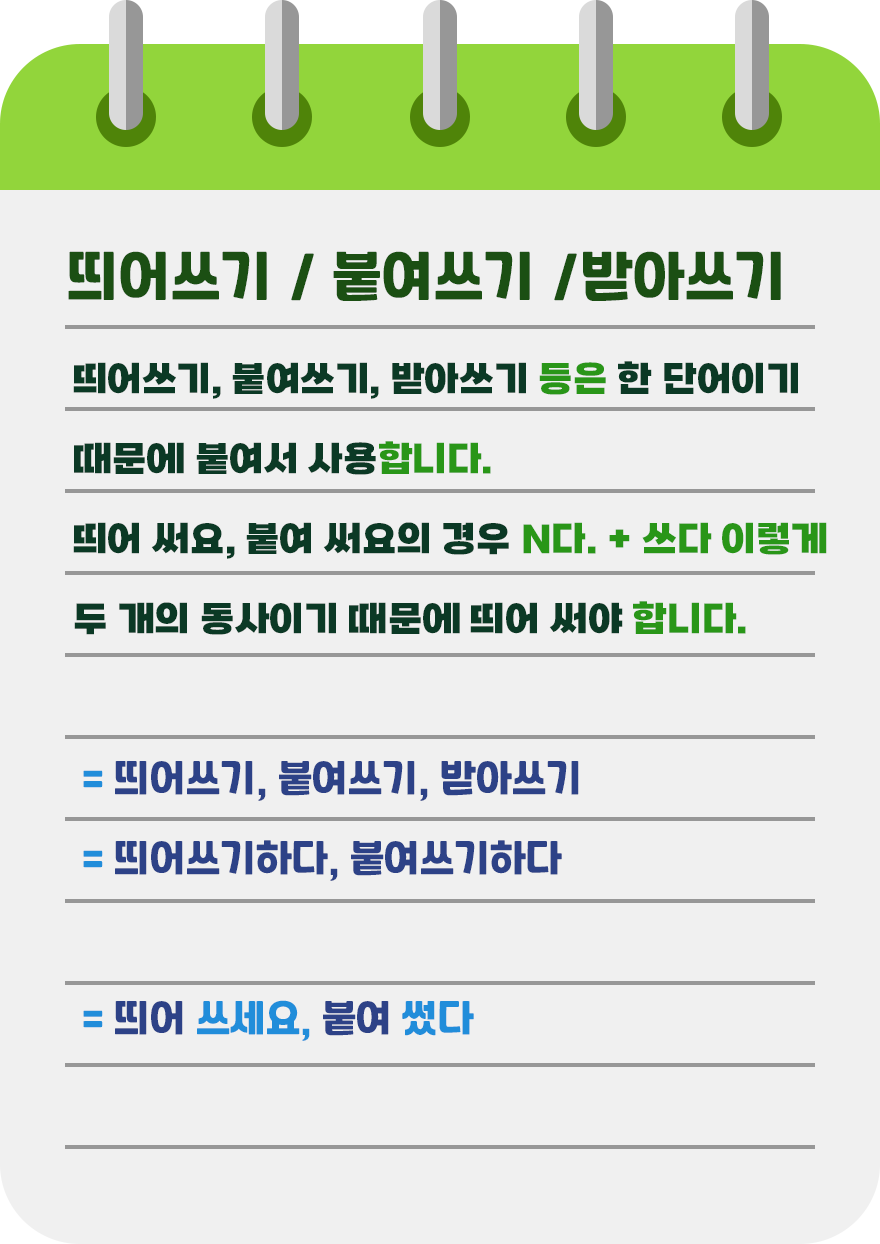 띄어쓰기 / 붙여쓰기 /받아쓰기
띄어쓰기, 붙여쓰기, 받아쓰기 등은 한 단어이기
때문에 붙여서 사용합니다.
띄어 써요, 붙여 써요의 경우 N다. + 쓰다 이렇게
두 개의 동사이기 때문에 띄어 써야 합니다.
= 띄어쓰기, 붙여쓰기, 받아쓰기
= 띄어쓰기하다, 붙여쓰기하다
= 띄어 쓰세요, 붙여 썼다